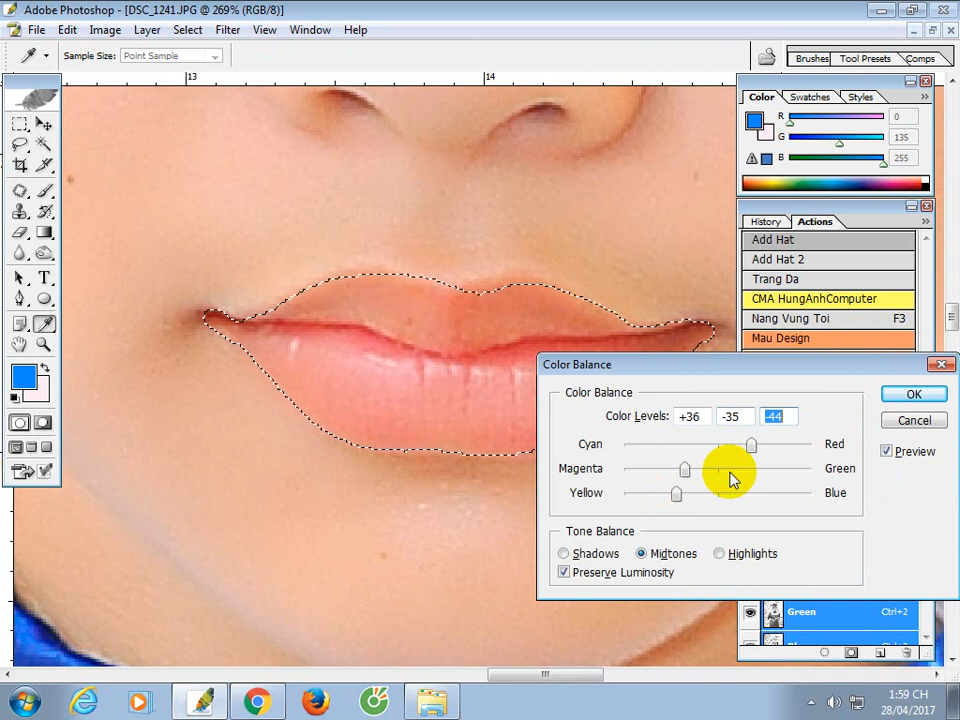 Adobe Photoshop - [DSC_1241.JPG @ 269% (RGB/8)]
File Edit Image Layer Select Filter View Window Help
Sample Size: Point Sample
Brushes Tool Presets Comps
13 14
Color Swatches Styles
R 0
G 135
B 255
History Actions
Add Hat
Add Hat 2
Trang Da
CMA HungAnhComputer
Nang Vung Toi F3
Mau Design
Color Balance
Color Balance
Color Levels: +36 -35 -44
Cyan Red
Magenta Green
Yellow Blue
Tone Balance
Shadows Midtones Highlights
Preserve Luminosity
OK
Cancel
Preview
Green Ctrl+2
1:59 CH
28/04/2017